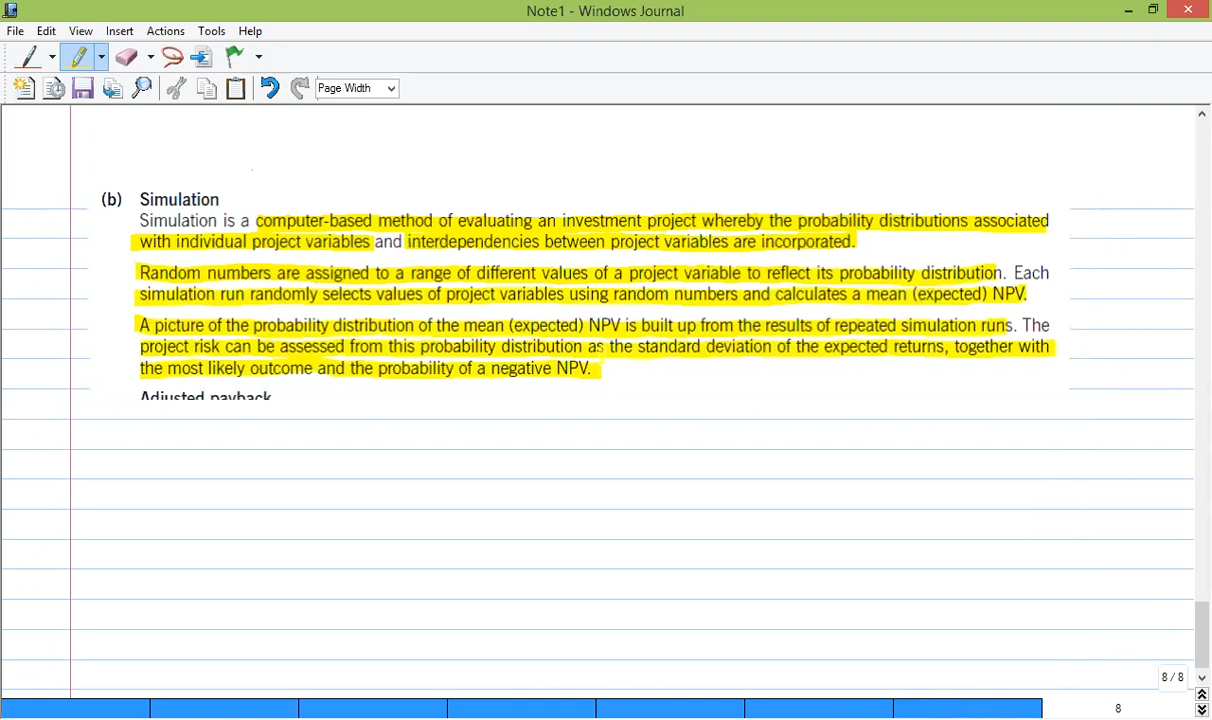 Note1 - Windows Journal
File Edit View Insert Actions Tools Help
Page Width
(b) Simulation
Simulation is a computer-based method of evaluating an investment project whereby the probability distributions associated
with individual project variables and interdependencies between project variables are incorporated.
Random numbers are assigned to a range of different values of a project variable to reflect its probability distribution. Each
simulation run randomly selects values of project variables using random numbers and calculates a mean (expected) NPV.
A picture of the probability distribution of the mean (expected) NPV is built up from the results of repeated simulation runs. The
project risk can be assessed from this probability distribution as the standard deviation of the expected returns, together with
the most likely outcome and the probability of a negative NPV.
Adjusted payback
8 / 8
8